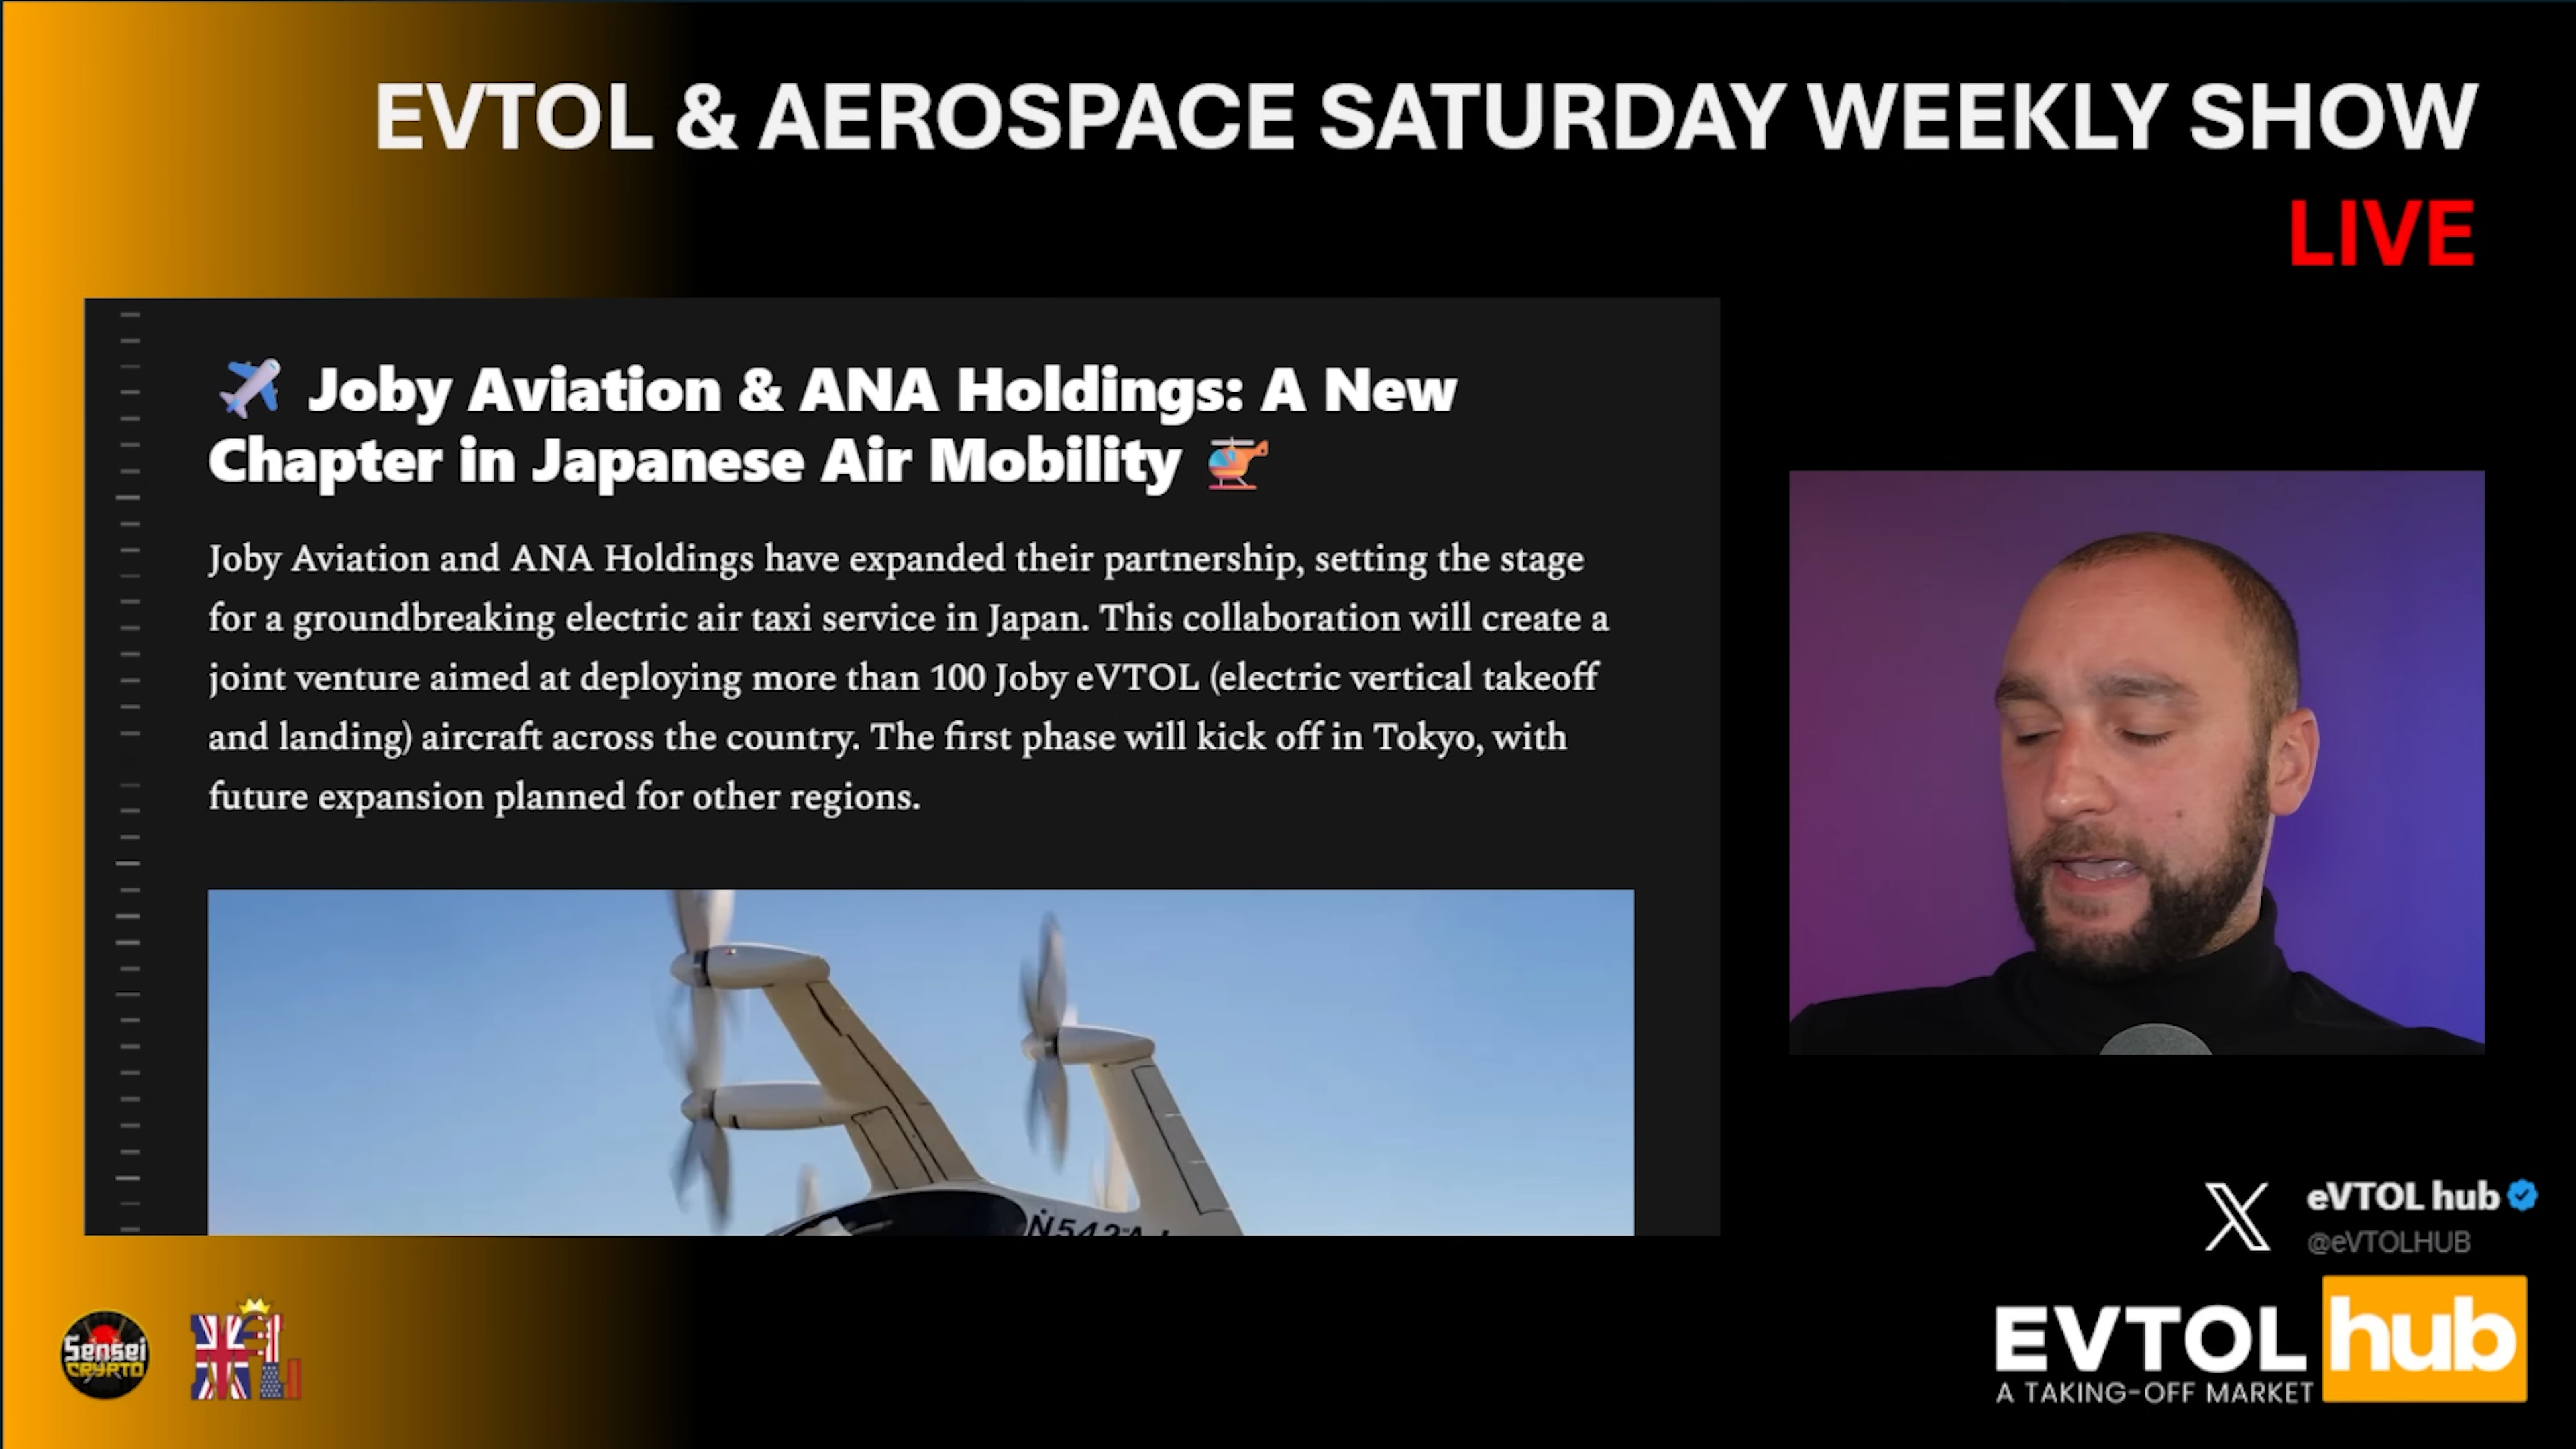 EVTOL & AEROSPACE SATURDAY WEEKLY SHOW
LIVE
Joby Aviation & ANA Holdings: A New
Chapter in Japanese Air Mobility
Joby Aviation and ANA Holdings have expanded their partnership, setting the stage
for a groundbreaking electric air taxi service in Japan. This collaboration will create a
joint venture aimed at deploying more than 100 Joby eVTOL (electric vertical takeoff
and landing) aircraft across the country. The first phase will kick off in Tokyo, with
future expansion planned for other regions.
eVTOL hub
@eVTOLHUB
Sensei
CRYPTO
EVTOL hub
A TAKING-OFF MARKET